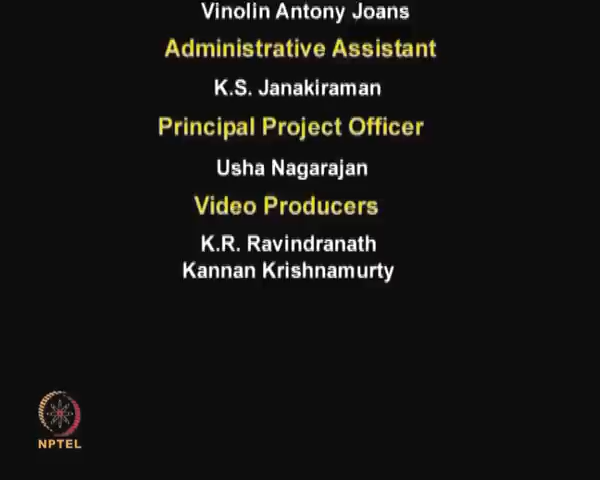 Vinolin Antony Joans
Administrative Assistant
K.S. Janakiraman
Principal Project Officer
Usha Nagarajan
Video Producers
K.R. Ravindranath
Kannan Krishnamurty
NPTEL